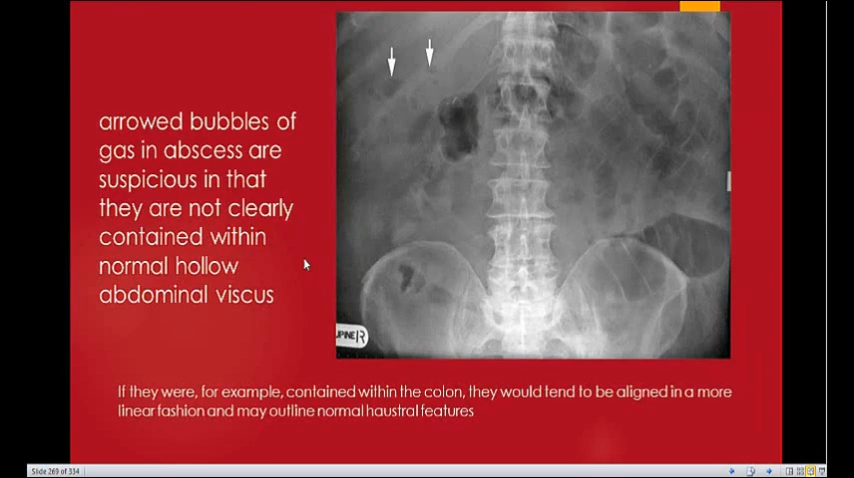 arrowed bubbles of
gas in abscess are
suspicious in that
they are not clearly
contained within
normal hollow
abdominal viscus
UPINE R
If they were, for example, contained within the colon, they would tend to be aligned in a more
linear fashion and may outline normal haustral features
Slide 269 of 334